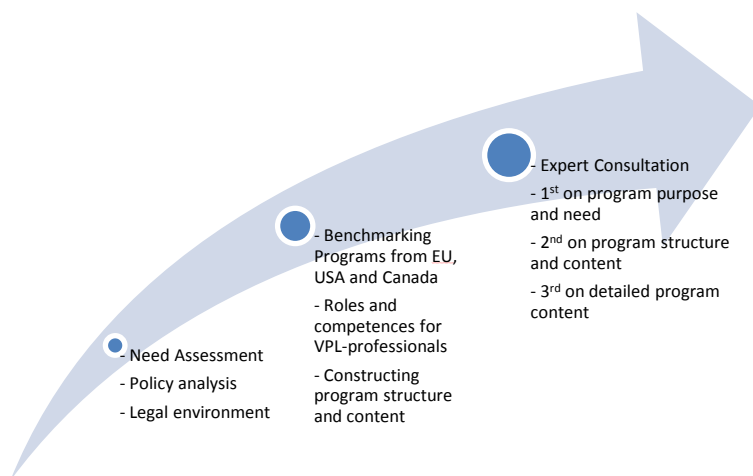 - Need Assessment
- Policy analysis
- Legal environment
- Benchmarking
Programs from EU,
USA and Canada
- Roles and
competences for
VPL-professionals
- Constructing
program structure
and content
- Expert Consultation
- 1st on program purpose
and need
- 2nd on program structure
and content
- 3rd on detailed program
content